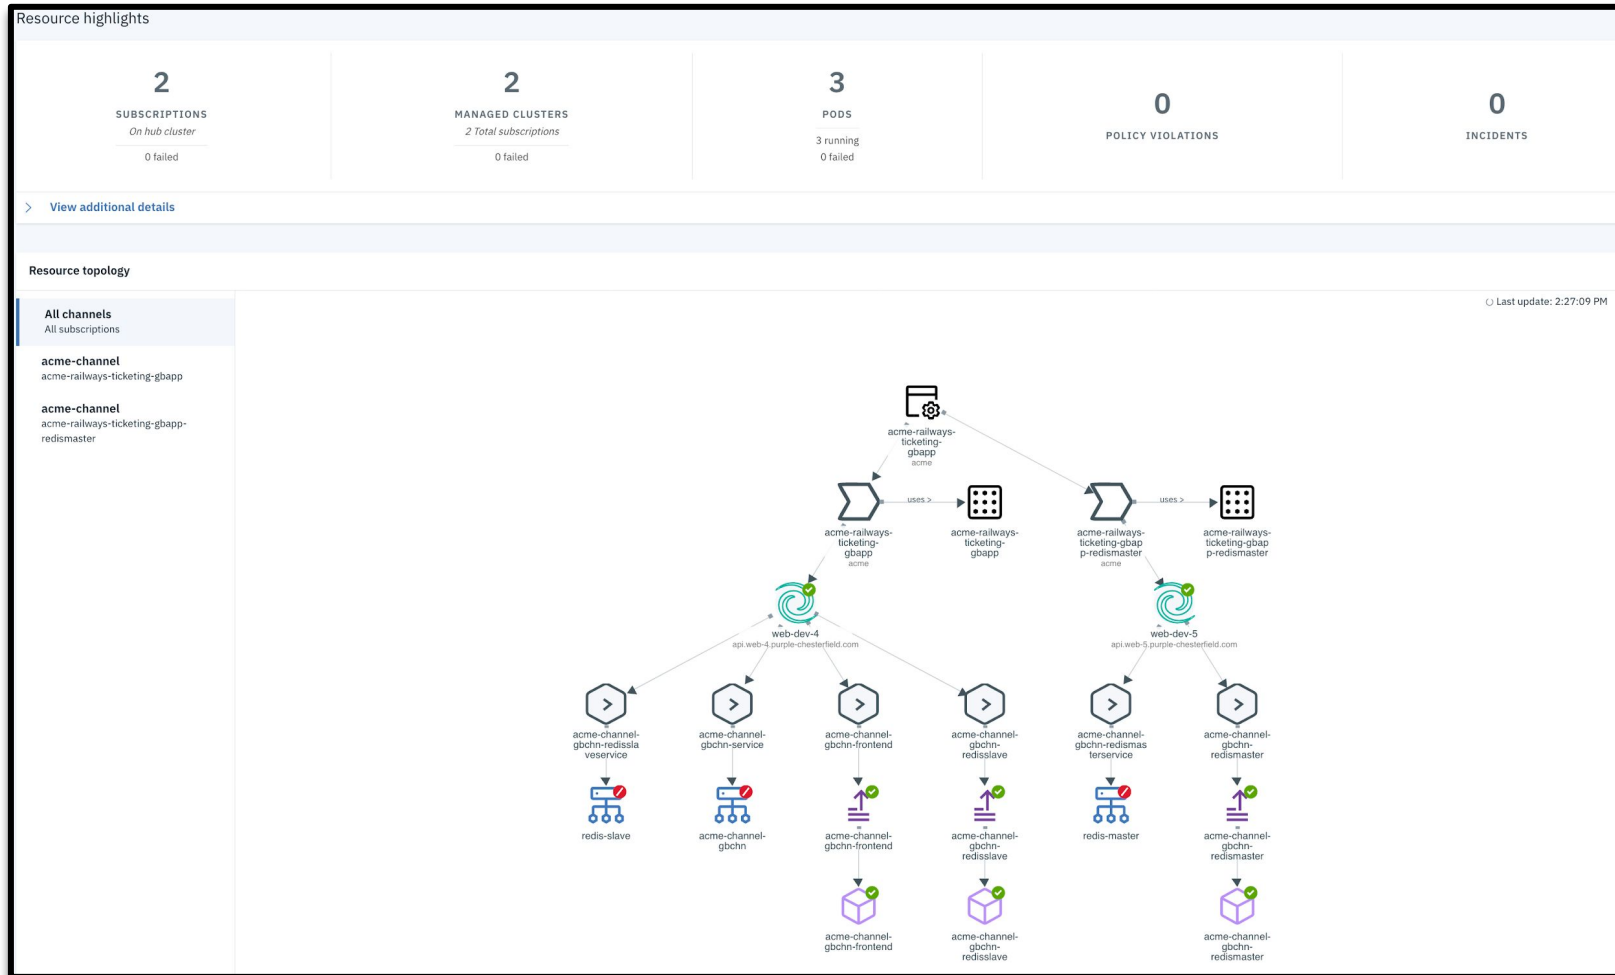 Resource highlights
2
SUBSCRIPTIONS
On hub cluster
0 failed
2
MANAGED CLUSTERS
2 Total subscriptions
0 failed
3
PODS
3 running
0 failed
0
POLICY VIOLATIONS
0
INCIDENTS
View additional details
Resource topology
All channels
All subscriptions
acme-channel
acme-railways-ticketing-gbapp
acme-channel
acme-railways-ticketing-gbapp-
redismaster
Last update: 2:27:09 PM
acme-railways-
ticketing-
gbapp
acme
uses >
uses >
acme-railways-
ticketing-
gbapp
acme
acme-railways-
ticketing-
gbapp
acme-railways-
ticketing-gbap
p-redismaster
acme
acme-railways-
ticketing-gbap
p-redismaster
web-dev-4
api.web-4.purple-chesterfield.com
web-dev-5
api.web-5.purple-chesterfield.com
acme-channel-
gbchn-redissla
veservice
acme-channel-
gbchn-service
acme-channel-
gbchn-frontend
acme-channel-
gbchn-
redisslave
acme-channel-
gbchn-redismas
terservice
acme-channel-
gbchn-
redismaster
redis-slave
acme-channel-
gbchn
acme-channel-
gbchn-frontend
acme-channel-
gbchn-
redisslave
redis-master
acme-channel-
gbchn-
redismaster
acme-channel-
gbchn-frontend
acme-channel-
gbchn-
redisslave
acme-channel-
gbchn-
redismaster